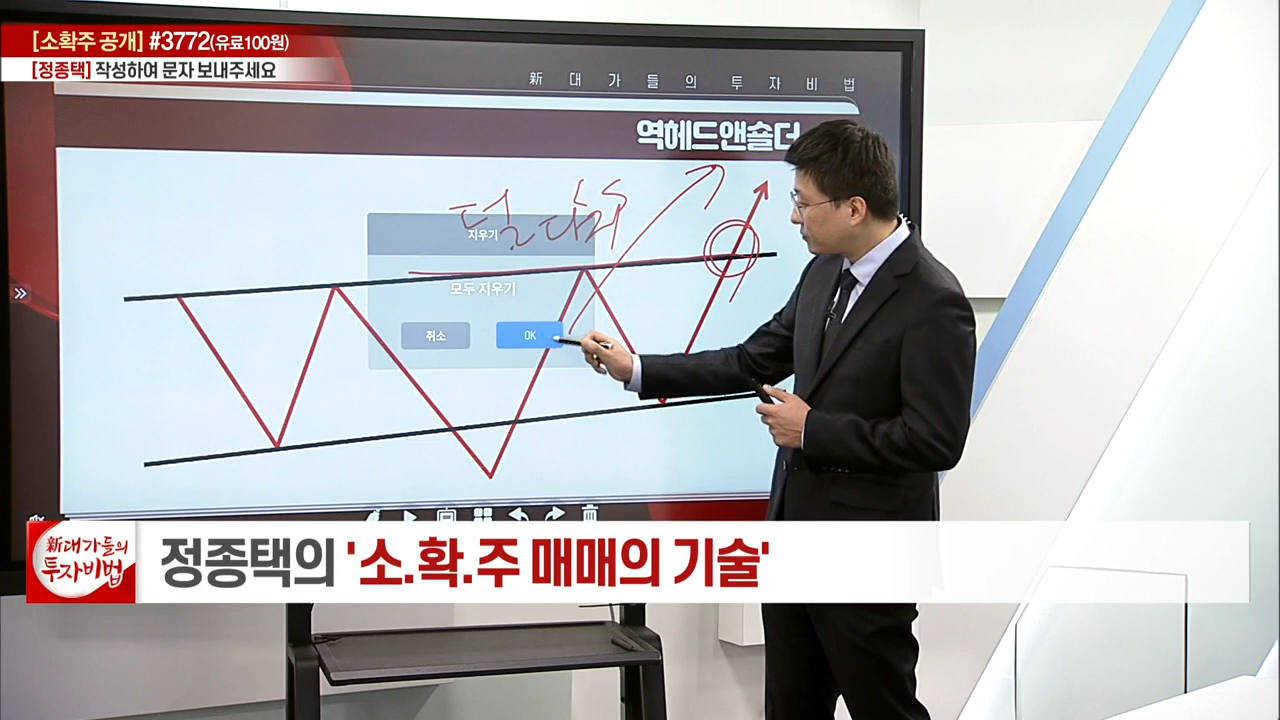 [소확주 공개] #3772(유료100원)
[정종택] 작성하여 문자 보내주세요
新 대가들의 투자비법
역헤드앤숄더
지우기
모두 지우기
취소
OK
新대가들의
투자비법
정종택의 '소.확.주 매매의 기술'